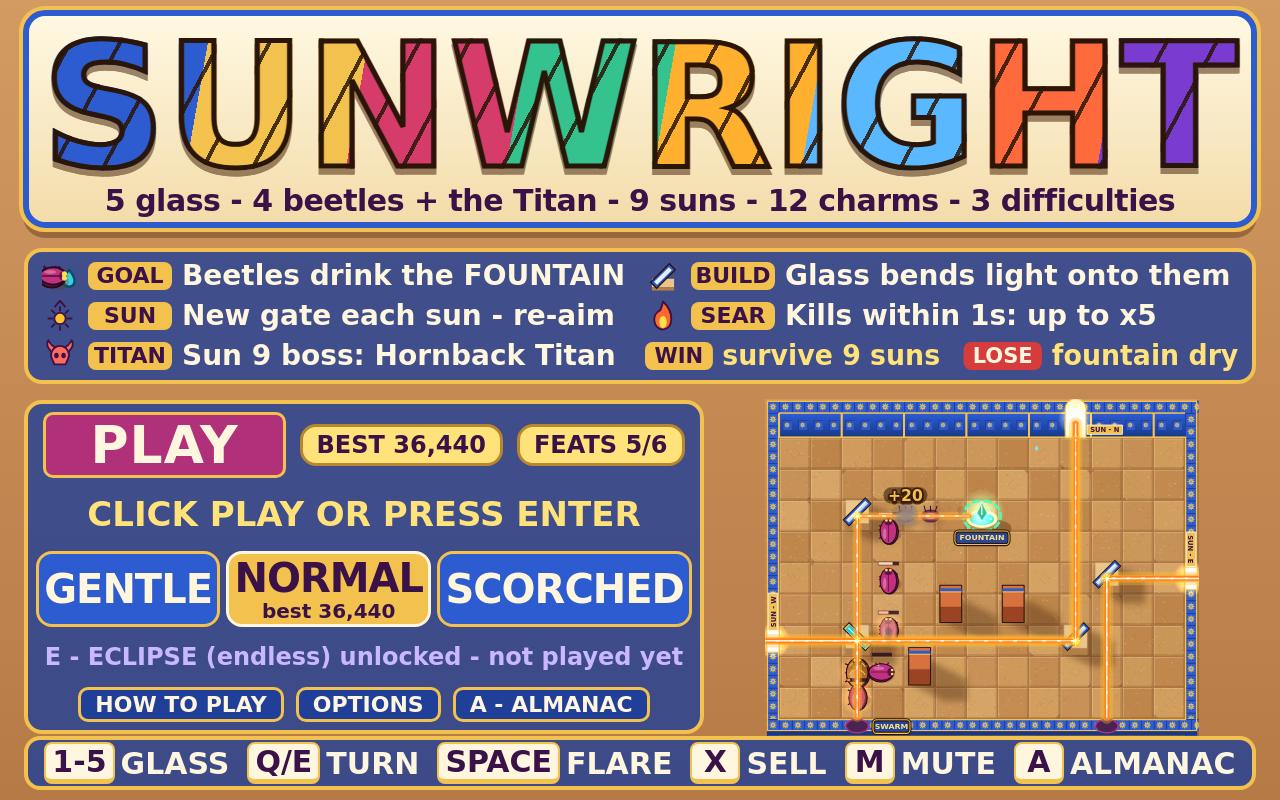 SUNWRIGHT
5 glass - 4 beetles + the Titan - 9 suns - 12 charms - 3 difficulties
GOAL Beetles drink the FOUNTAIN BUILD Glass bends light onto them
SUN New gate each sun - re-aim SEAR Kills within 1s: up to x5
TITAN Sun 9 boss: Hornback Titan WIN survive 9 suns LOSE fountain dry
PLAY BEST 36,440 FEATS 5/6
CLICK PLAY OR PRESS ENTER
GENTLE NORMAL SCORCHED
best 36,440
E - ECLIPSE (endless) unlocked - not played yet
HOW TO PLAY OPTIONS A - ALMANAC
SUN - N
+20
FOUNTAIN
SUN - E
SUN - W
SWARM
1-5 GLASS Q/E TURN SPACE FLARE X SELL M MUTE A ALMANAC